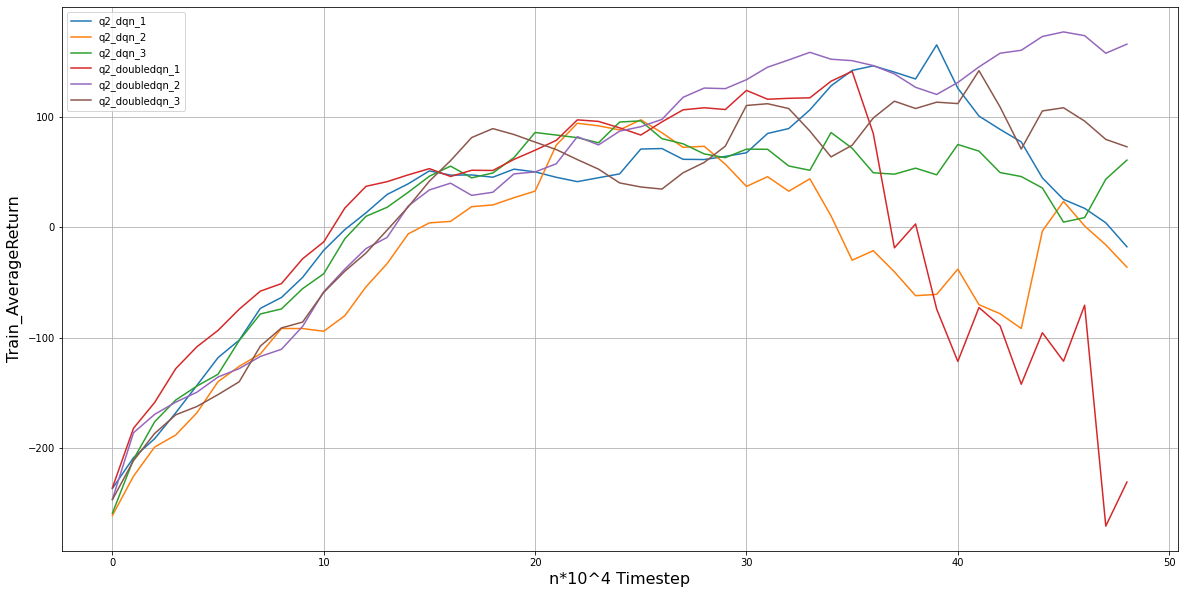 q2_dqn_1
q2_dqn_2
q2_dqn_3
q2_doubledqn_1
q2_doubledqn_2
q2_doubledqn_3
Train_AverageReturn
100
0
−100
−200
0 10 20 30 40 50
n*10^4 Timestep